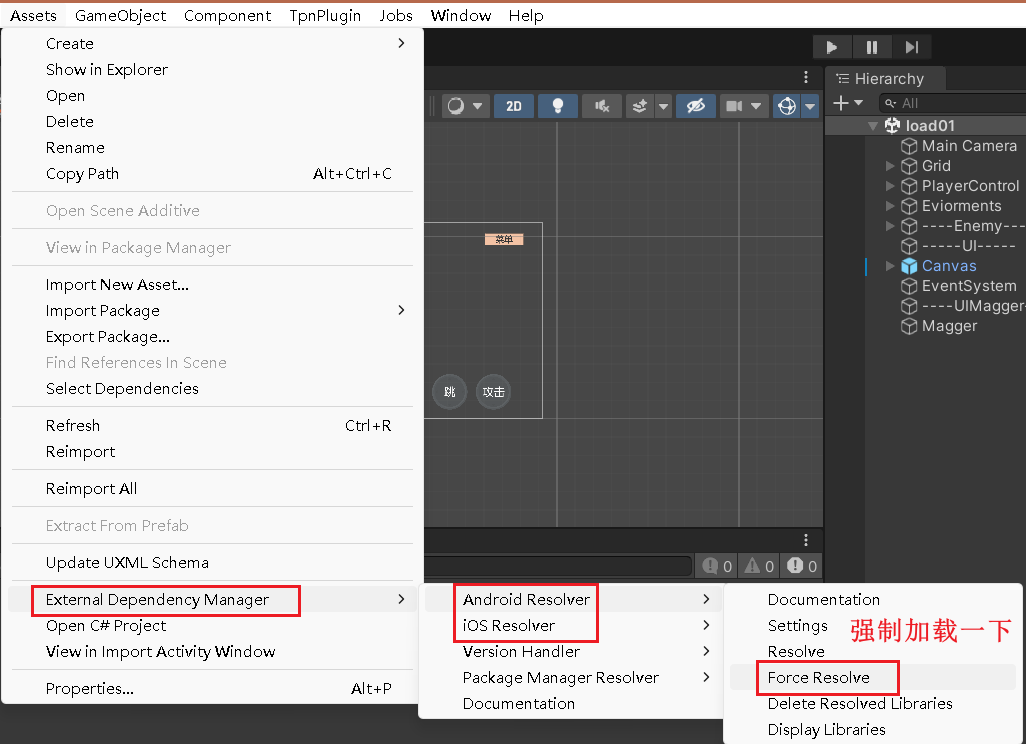 Assets GameObject Component TpnPlugin Jobs Window Help
Create
Show in Explorer
Open
Delete
Rename
Copy Path Alt+Ctrl+C
Open Scene Additive
View in Package Manager
Import New Asset...
Import Package
Export Package...
Find References In Scene
Select Dependencies
Refresh Ctrl+R
Reimport
Reimport All
Extract From Prefab
Update UXML Schema
External Dependency Manager
Open C# Project
View in Import Activity Window
Properties... Alt+P
2D
菜单
跳 攻击
0 0 0
Hierarchy
All
load01
Main Camera
Grid
PlayerControl
Eviorments
----Enemy---
-----UI-----
Canvas
EventSystem
----UIMagger-
Magger
Android Resolver
iOS Resolver
Version Handler
Package Manager Resolver
Documentation
Documentation
Settings
强制加载一下
Resolve
Force Resolve
Delete Resolved Libraries
Display Libraries